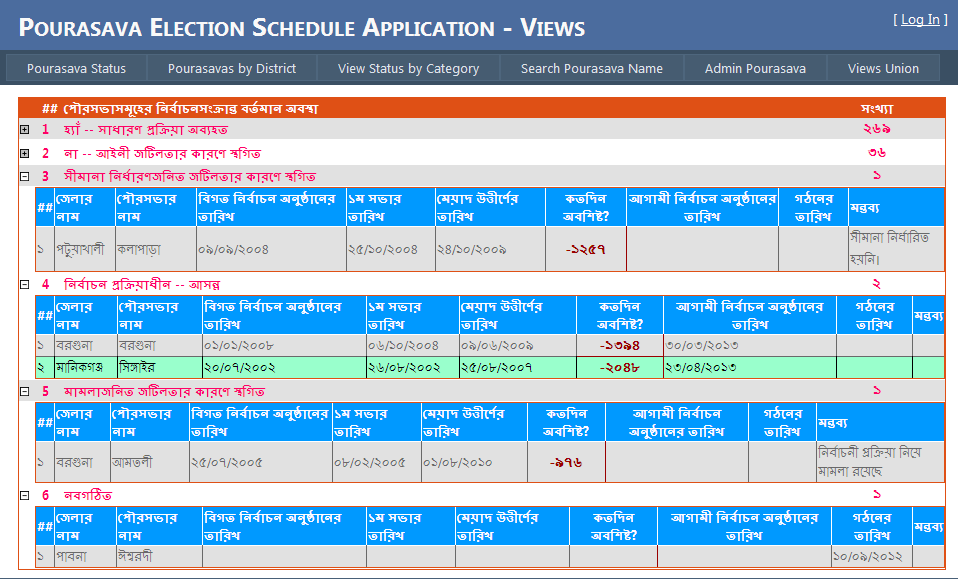 Pourasava Election Schedule Application - Views
[ Log In ]
Pourasava Status Pourasavas by District View Status by Category Search Pourasava Name Admin Pourasava Views Union
## পৌরসভাসমূহের নির্বাচনসংক্রান্ত বর্তমান অবস্থা সংখ্যা
1 হ্যাঁ -- সাধারণ প্রক্রিয়া অব্যহত ২৬৯
2 না -- আইনী জটিলতার কারণে স্থগিত ৩৬
3 সীমানা নির্ধারণজনিত জটিলতার কারণে স্থগিত ১
## জেলার নাম পৌরসভার নাম বিগত নির্বাচন অনুষ্ঠানের তারিখ ১ম সভার তারিখ মেয়াদ উত্তীর্ণের তারিখ কতদিন অবশিষ্ট? আগামী নির্বাচন অনুষ্ঠানের তারিখ গঠনের তারিখ মন্তব্য
১ পটুয়াখালী কলাপাড়া ০৯/০৯/২০০৪ ২৫/১০/২০০৪ ২৪/১০/২০০৯ -১২৫৭ সীমানা নির্ধারিত হয়নি।
4 নির্বাচন প্রক্রিয়াধীন -- আসন্ন ২
## জেলার নাম পৌরসভার নাম বিগত নির্বাচন অনুষ্ঠানের তারিখ ১ম সভার তারিখ মেয়াদ উত্তীর্ণের তারিখ কতদিন অবশিষ্ট? আগামী নির্বাচন অনুষ্ঠানের তারিখ গঠনের তারিখ মন্তব্য
১ বরগুনা বরগুনা ০১/০১/২০০৮ ০৬/১০/২০০৪ ০৯/০৬/২০০৯ -১৩৯৪ ৩০/০৩/২০১৩
২ মানিকগঞ্জ সিঙ্গাইর ২০/০৭/২০০২ ২৬/০৮/২০০২ ২৫/০৮/২০০৭ -২০৪৮ ২৩/০৪/২০১৩
5 মামলাজনিত জটিলতার কারণে স্থগিত ১
## জেলার নাম পৌরসভার নাম বিগত নির্বাচন অনুষ্ঠানের তারিখ ১ম সভার তারিখ মেয়াদ উত্তীর্ণের তারিখ কতদিন অবশিষ্ট? আগামী নির্বাচন অনুষ্ঠানের তারিখ গঠনের তারিখ মন্তব্য
১ বরগুনা আমতলী ২৫/০৭/২০০৫ ০৮/০২/২০০৫ ০১/০৮/২০১০ -৯৭৬ নির্বাচনী প্রক্রিয়া নিয়ে মামলা রয়েছে
6 নবগঠিত ১
## জেলার নাম পৌরসভার নাম বিগত নির্বাচন অনুষ্ঠানের তারিখ ১ম সভার তারিখ মেয়াদ উত্তীর্ণের তারিখ কতদিন অবশিষ্ট? আগামী নির্বাচন অনুষ্ঠানের তারিখ গঠনের তারিখ মন্তব্য
১ পাবনা ঈশ্বরদী ১০/০৯/২০১২